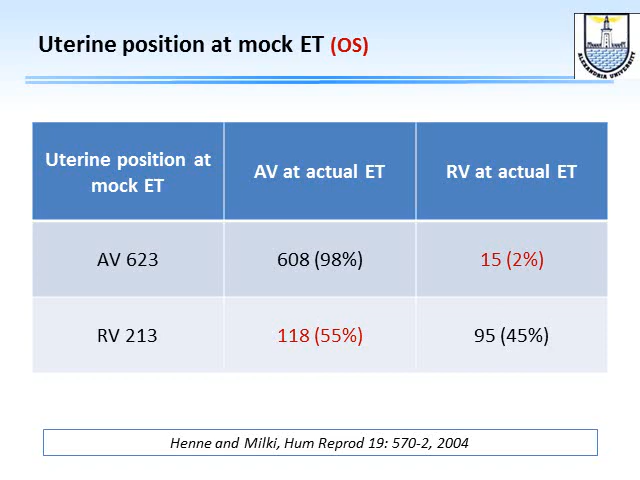 Uterine position at mock ET (OS)
ALEXANDRIA UNIVERSITY
Uterine position at
mock ET
AV at actual ET
RV at actual ET
AV 623
608 (98%)
15 (2%)
RV 213
118 (55%)
95 (45%)
Henne and Milki, Hum Reprod 19: 570-2, 2004